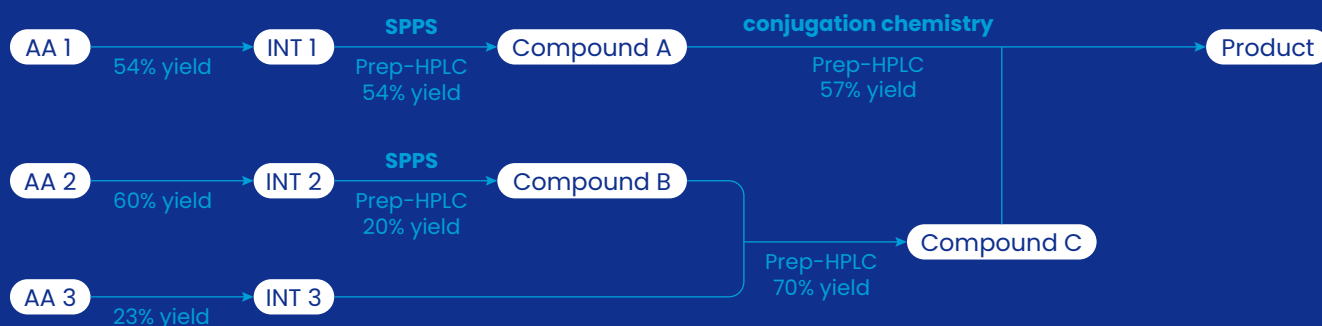 SPPS
conjugation chemistry
AA 1
INT 1
Compound A
Product
54% yield
Prep-HPLC
54% yield
Prep-HPLC
57% yield
SPPS
AA 2
INT 2
Compound B
60% yield
Prep-HPLC
20% yield
Compound C
Prep-HPLC
70% yield
AA 3
INT 3
23% yield